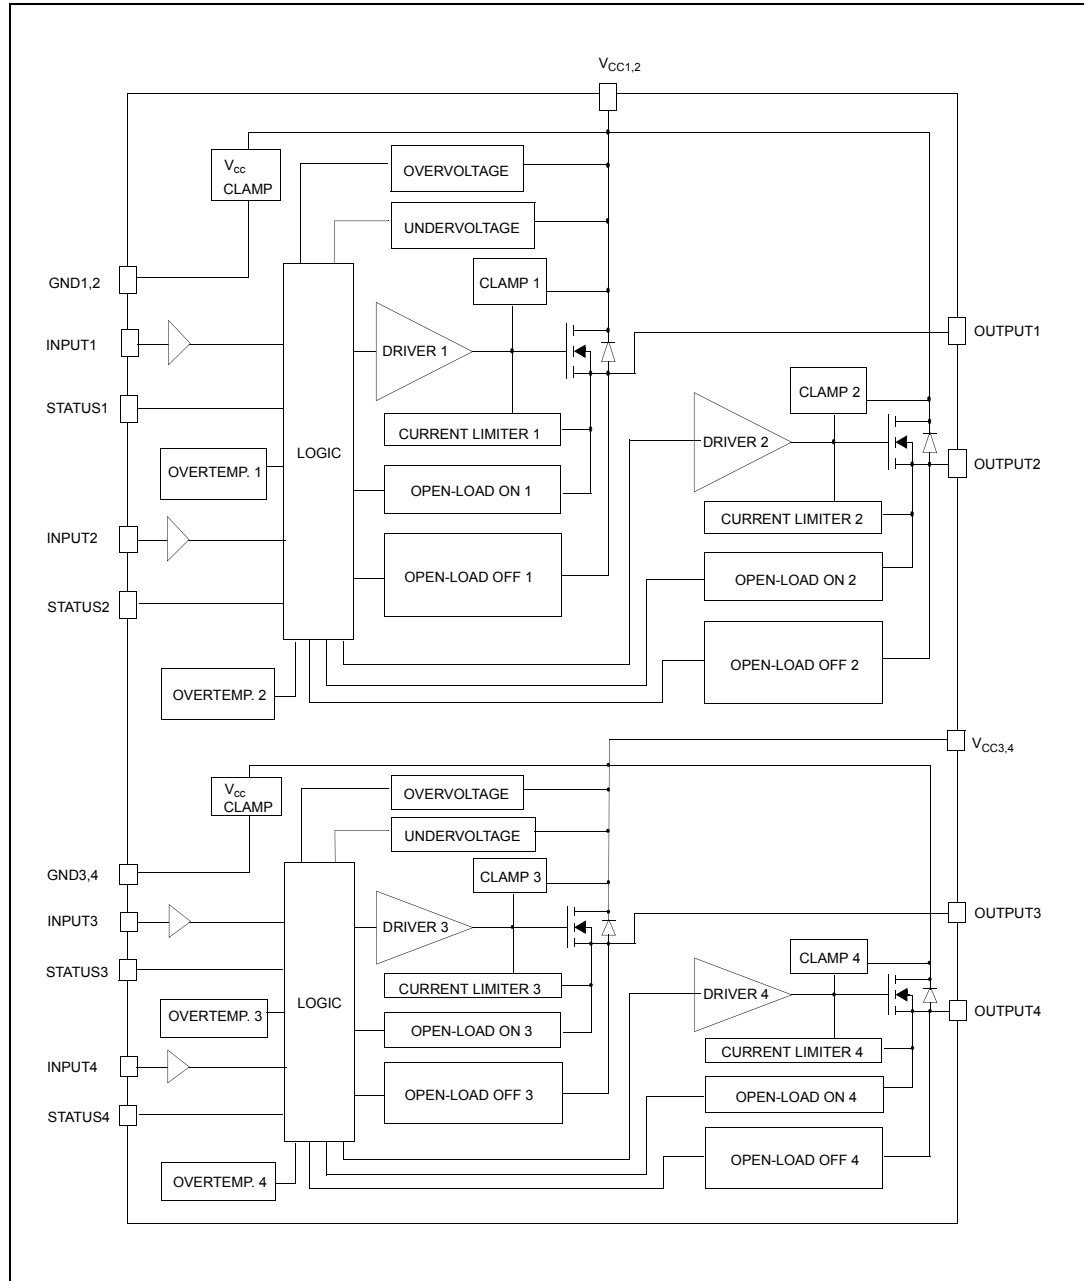 VCC1,2
Vcc
CLAMP
OVERVOLTAGE
UNDERVOLTAGE
GND1,2
CLAMP 1
INPUT1
DRIVER 1
OUTPUT1
CLAMP 2
STATUS1
CURRENT LIMITER 1
DRIVER 2
LOGIC
OVERTEMP. 1
OUTPUT2
OPEN-LOAD ON 1
CURRENT LIMITER 2
INPUT2
OPEN-LOAD OFF 1
OPEN-LOAD ON 2
STATUS2
OPEN-LOAD OFF 2
OVERTEMP. 2
VCC3,4
Vcc
CLAMP
OVERVOLTAGE
UNDERVOLTAGE
GND3,4
CLAMP 3
INPUT3
DRIVER 3
OUTPUT3
CLAMP 4
STATUS3
CURRENT LIMITER 3
DRIVER 4
LOGIC
OVERTEMP. 3
OUTPUT4
OPEN-LOAD ON 3
CURRENT LIMITER 4
INPUT4
OPEN-LOAD OFF 3
OPEN-LOAD ON 4
STATUS4
OPEN-LOAD OFF 4
OVERTEMP. 4